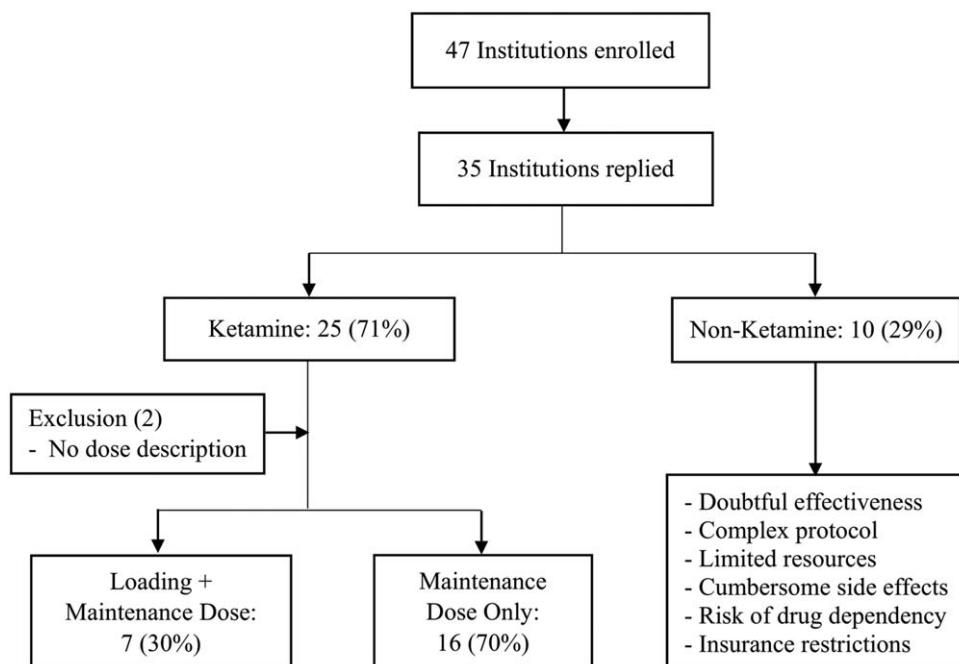 47 Institutions enrolled
35 Institutions replied
Ketamine: 25 (71%)
Non-Ketamine: 10 (29%)
Exclusion (2)
- No dose description
Loading +
Maintenance Dose:
7 (30%)
Maintenance
Dose Only:
16 (70%)
- Doubtful effectiveness
- Complex protocol
- Limited resources
- Cumbersome side effects
- Risk of drug dependency
- Insurance restrictions